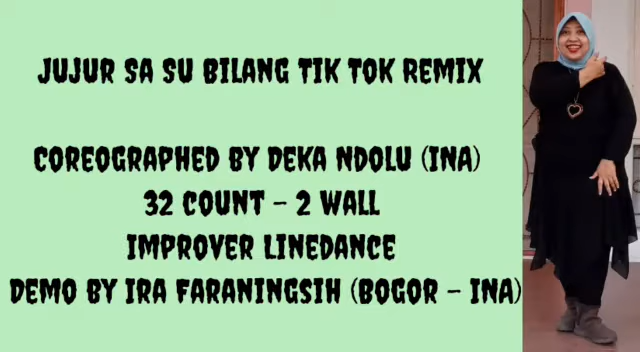 JUJUR SA SU BILANG TIK TOK REMIX
COREOGRAPHED BY DEKA NDOLU (INA)
32 COUNT - 2 WALL
IMPROVER LINEDANCE
DEMO BY IRA FARANINGSIH (BOGOR - INA)